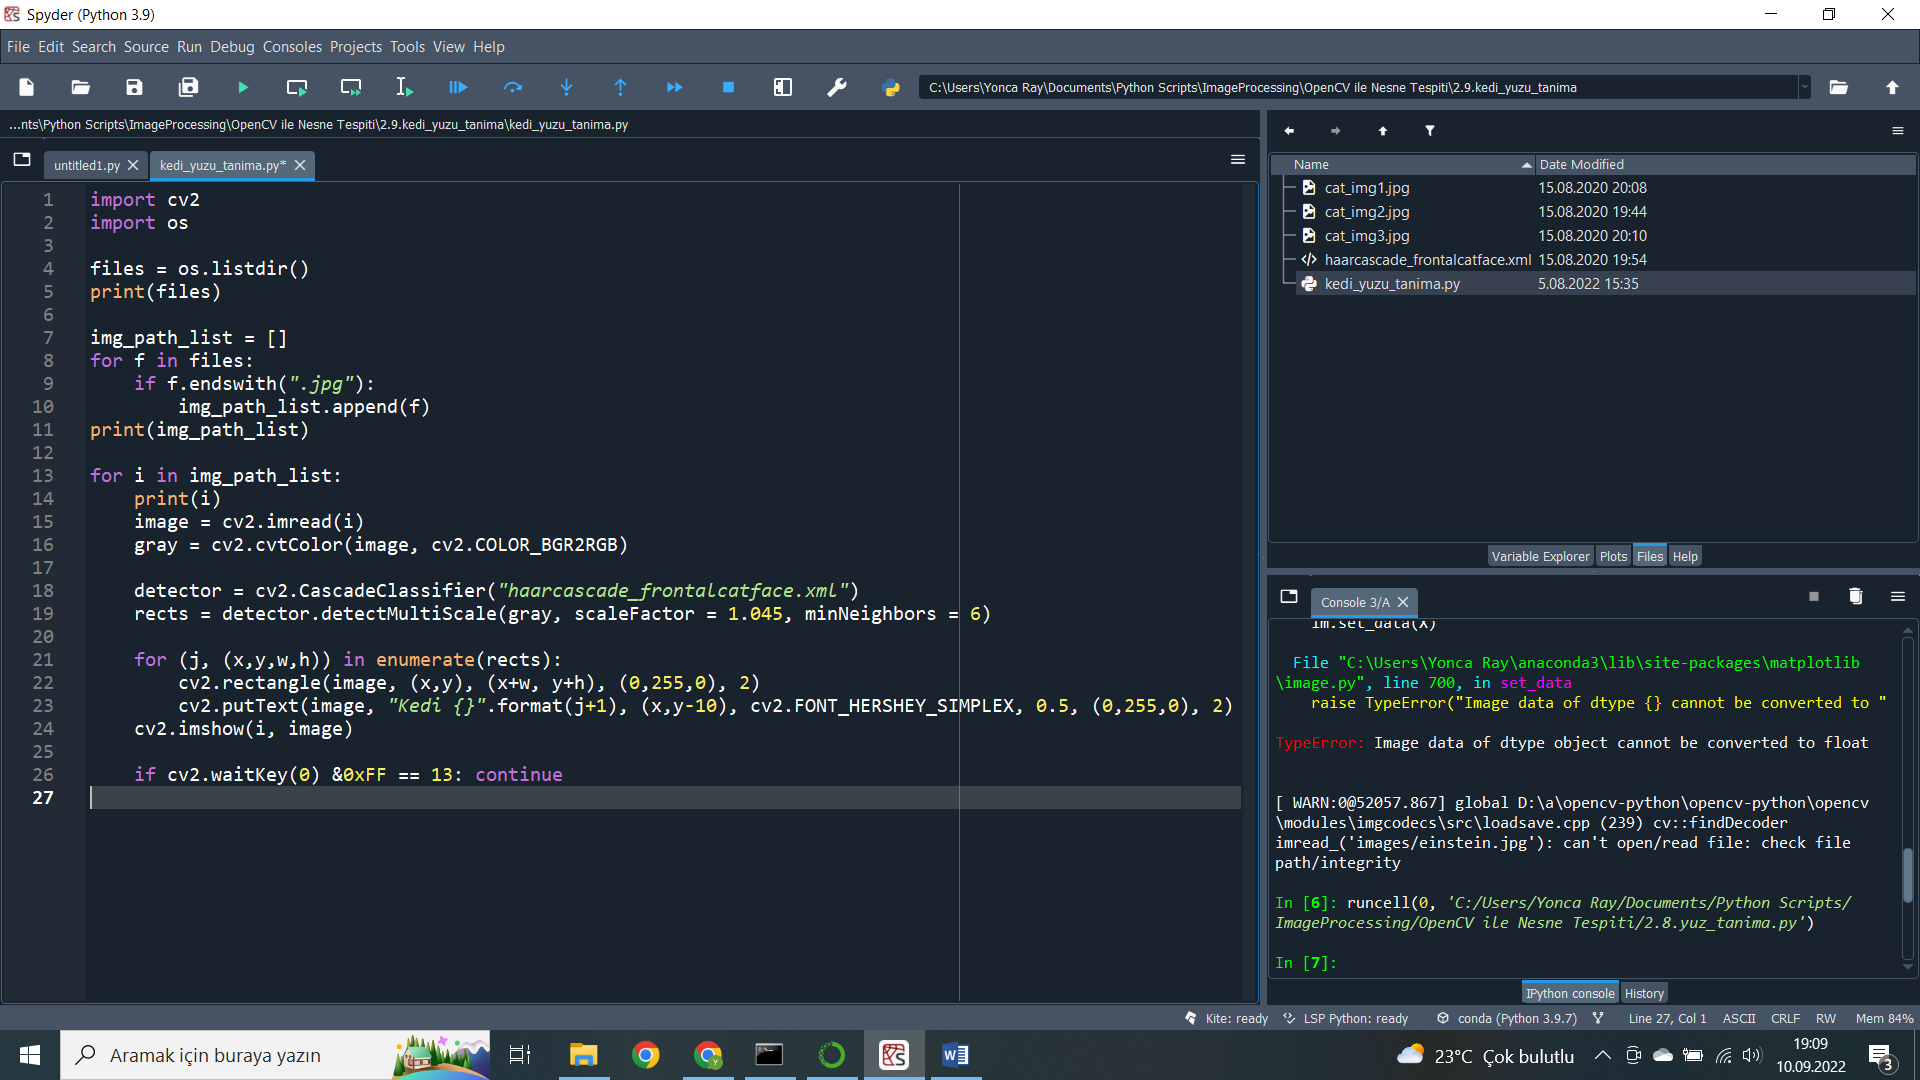 Spyder (Python 3.9)
File Edit Search Source Run Debug Consoles Projects Tools View Help
C:\Users\Yonca Ray\Documents\Python Scripts\ImageProcessing\OpenCV ile Nesne Tespiti\2.9.kedi_yuzu_tanima
...nts\Python Scripts\ImageProcessing\OpenCV ile Nesne Tespiti\2.9.kedi_yuzu_tanima\kedi_yuzu_tanima.py
untitled1.py kedi_yuzu_tanima.py*
1 import cv2
2 import os
3
4 files = os.listdir()
5 print(files)
6
7 img_path_list = []
8 for f in files:
9     if f.endswith(".jpg"):
10         img_path_list.append(f)
11 print(img_path_list)
12
13 for i in img_path_list:
14     print(i)
15     image = cv2.imread(i)
16     gray = cv2.cvtColor(image, cv2.COLOR_BGR2RGB)
17
18     detector = cv2.CascadeClassifier("haarcascade_frontalcatface.xml")
19     rects = detector.detectMultiScale(gray, scaleFactor = 1.045, minNeighbors = 6)
20
21     for (j, (x,y,w,h)) in enumerate(rects):
22         cv2.rectangle(image, (x,y), (x+w, y+h), (0,255,0), 2)
23         cv2.putText(image, "Kedi {}".format(j+1), (x,y-10), cv2.FONT_HERSHEY_SIMPLEX, 0.5, (0,255,0), 2)
24     cv2.imshow(i, image)
25
26     if cv2.waitKey(0) &0xFF == 13: continue
27
Name Date Modified
cat_img1.jpg 15.08.2020 20:08
cat_img2.jpg 15.08.2020 19:44
cat_img3.jpg 15.08.2020 20:10
haarcascade_frontalcatface.xml 15.08.2020 19:54
kedi_yuzu_tanima.py 5.08.2022 15:35
Variable Explorer Plots Files Help
Console 3/A
im.set_data(X)
File "C:\Users\Yonca Ray\anaconda3\lib\site-packages\matplotlib
\image.py", line 700, in set_data
raise TypeError("Image data of dtype {} cannot be converted to "
TypeError: Image data of dtype object cannot be converted to float
[ WARN:0@52057.867] global D:\a\opencv-python\opencv-python\opencv
\modules\imgcodecs\src\loadsave.cpp (239) cv::findDecoder
imread_('images/einstein.jpg'): can't open/read file: check file
path/integrity
In [6]: runcell(0, 'C:/Users/Yonca Ray/Documents/Python Scripts/
ImageProcessing/OpenCV ile Nesne Tespiti/2.8.yuz_tanima.py')
In [7]:
IPython console History
Kite: ready LSP Python: ready conda (Python 3.9.7) Line 27, Col 1 ASCII CRLF RW Mem 84%
Aramak için buraya yazın
23°C Çok bulutlu
19:09
10.09.2022
3